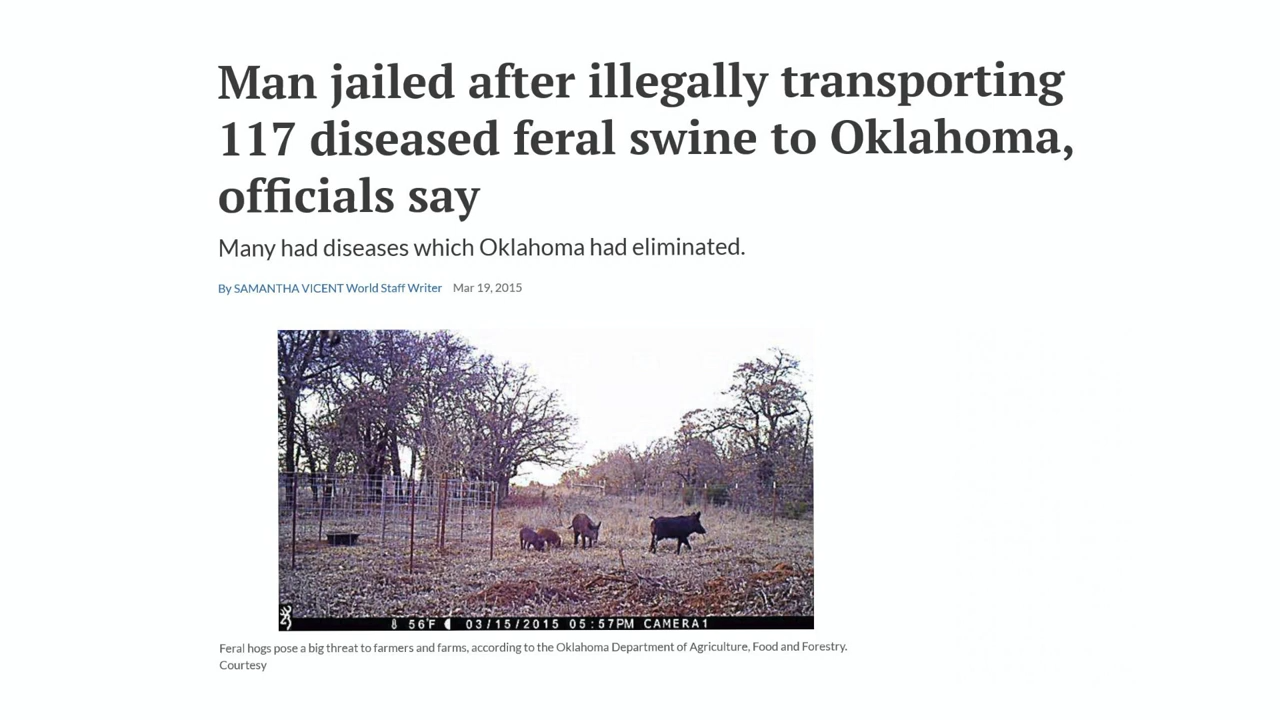 Man jailed after illegally transporting
117 diseased feral swine to Oklahoma,
officials say
Many had diseases which Oklahoma had eliminated.
By SAMANTHA VICENT World Staff Writer Mar 19, 2015
8 56°F 03/15/2015 05:57PM CAMERA1
Feral hogs pose a big threat to farmers and farms, according to the Oklahoma Department of Agriculture, Food and Forestry.
Courtesy